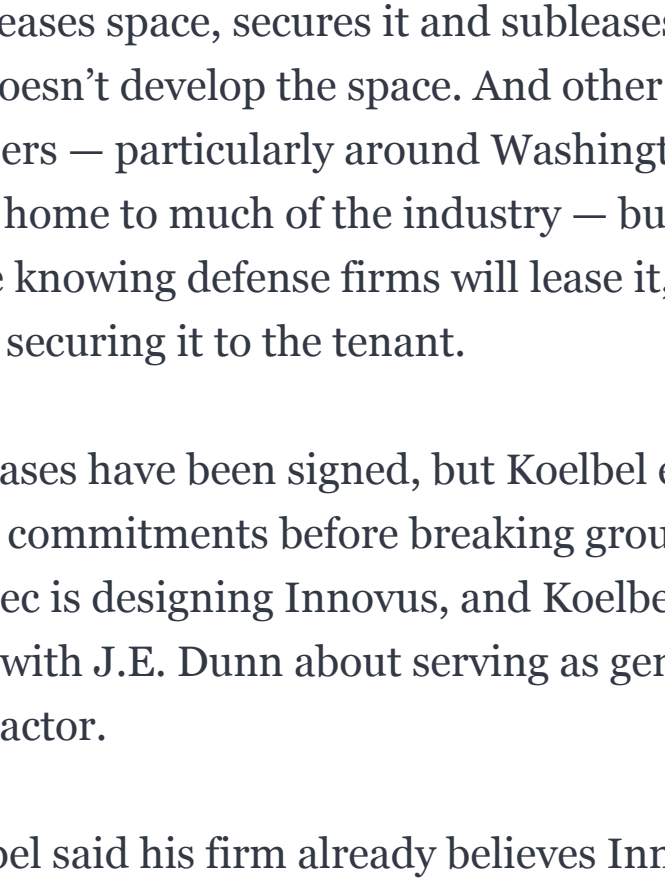 eases space, secures it and subleases
oesn’t develop the space. And other
ers — particularly around Washingt
home to much of the industry — bu
e knowing defense firms will lease it,
securing it to the tenant.
ases have been signed, but Koelbel e
commitments before breaking grou
ec is designing Innovus, and Koelbe
with J.E. Dunn about serving as gen
actor.
bel said his firm already believes Inn